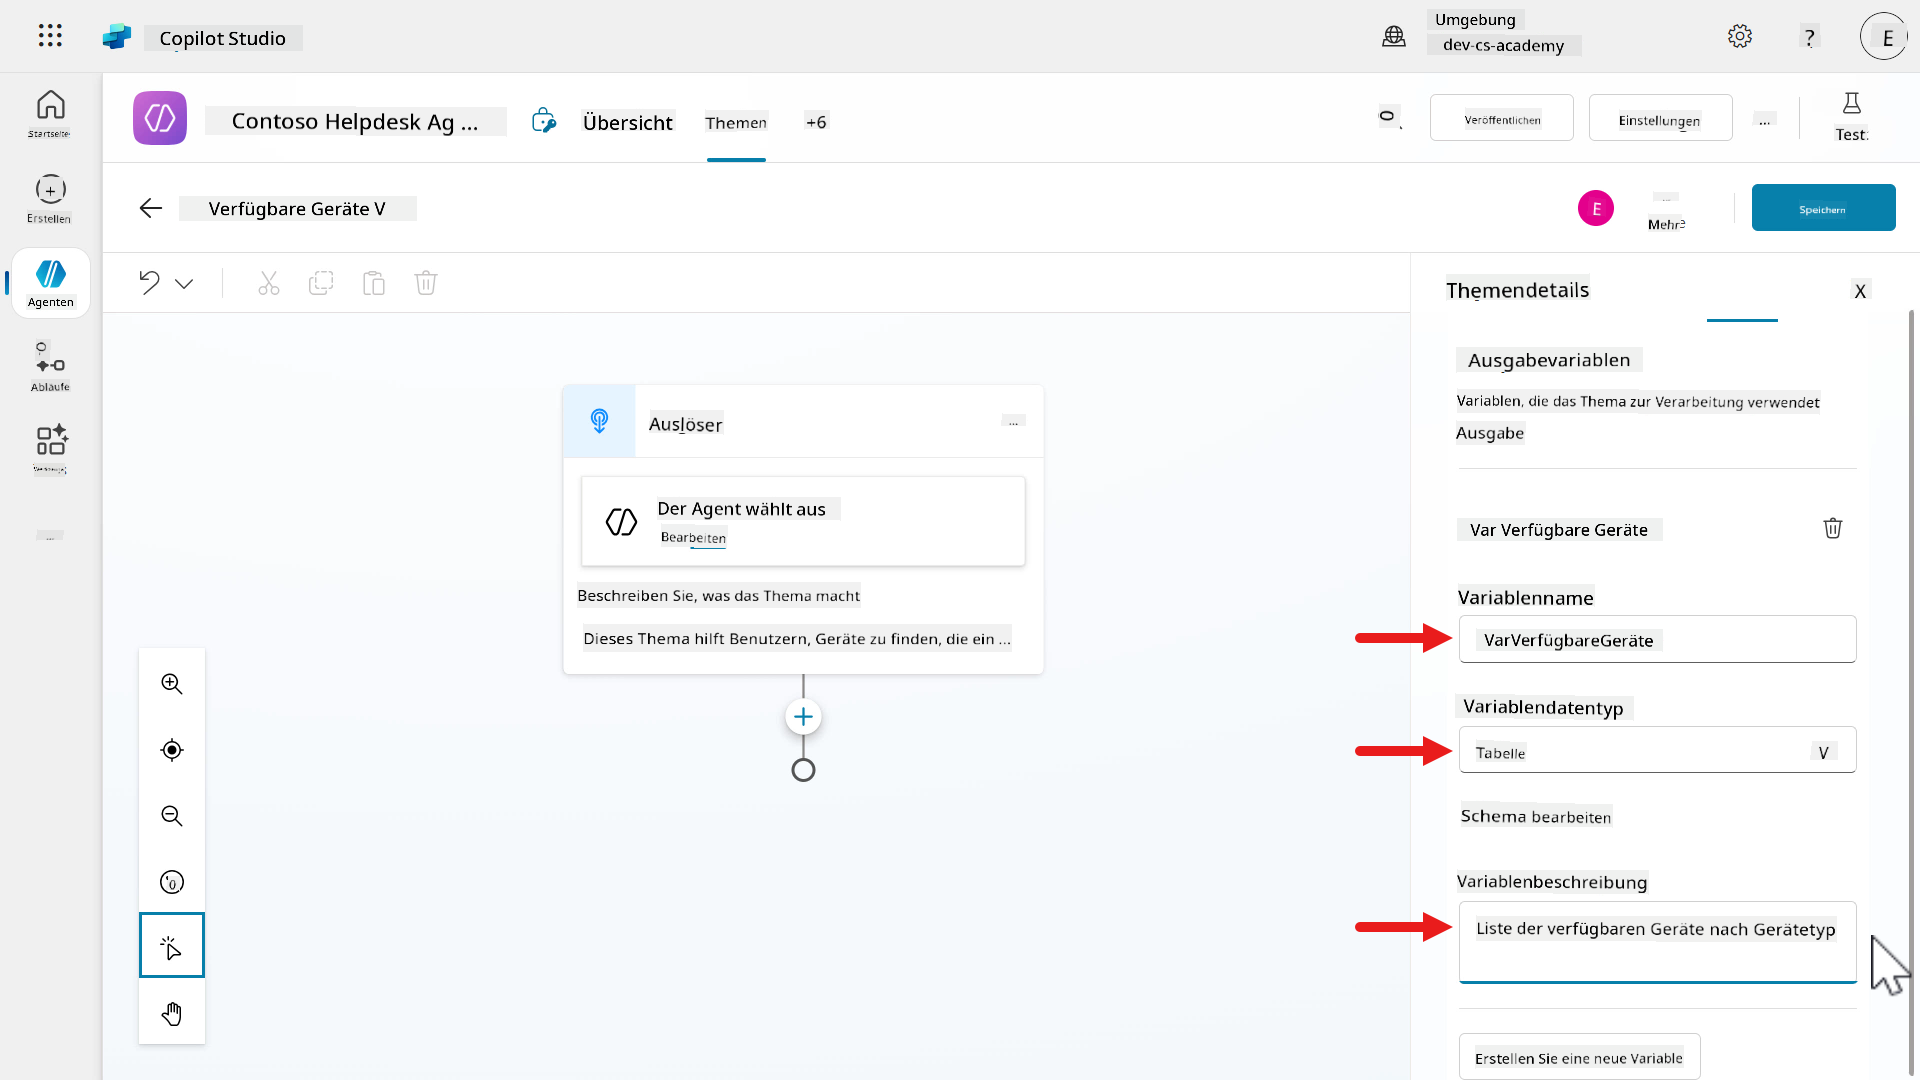 Copilot Studio
Umgebung
dev-cs-academy
?
E
Startseite
Erstellen
Agenten
Abläufe
Contoso Helpdesk Ag ...
Übersicht
Themen
+6
Veröffentlichen
Einstellungen
...
Test
Verfügbare Geräte V
E
...
Mehr
Speichern
Auslöser
...
Der Agent wählt aus
Bearbeiten
Beschreiben Sie, was das Thema macht
Dieses Thema hilft Benutzern, Geräte zu finden, die ein ...
Themendetails
X
Ausgabevariablen
Variablen, die das Thema zur Verarbeitung verwendet
Ausgabe
Var Verfügbare Geräte
Variablenname
VarVerfügbareGeräte
Variablendatentyp
Tabelle
V
Schema bearbeiten
Variablenbeschreibung
Liste der verfügbaren Geräte nach Gerätetyp
Erstellen Sie eine neue Variable